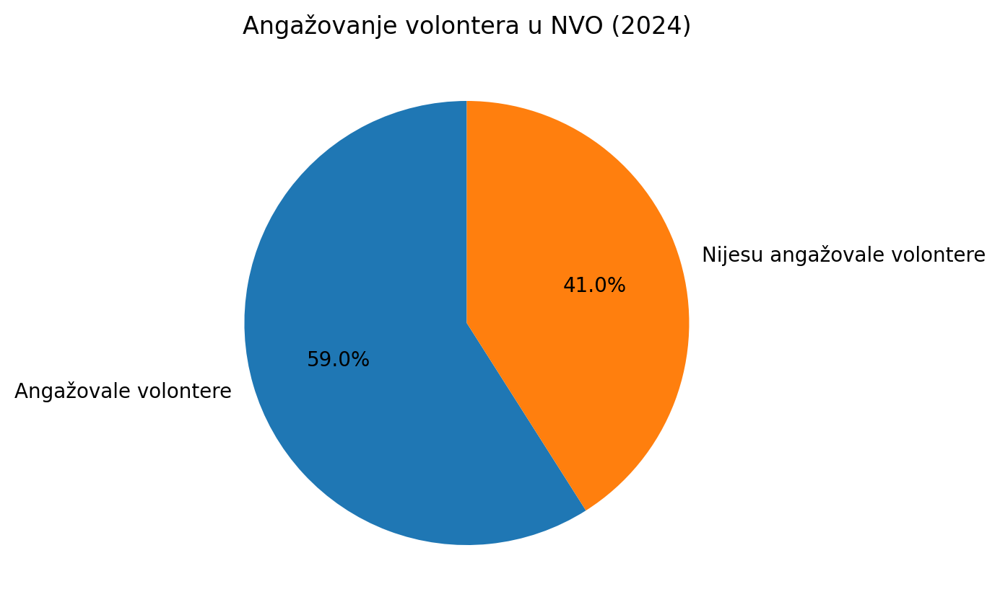 Angažovanje volontera u NVO (2024)
Nijesu angažovale volontere
41.0%
59.0%
Angažovale volontere